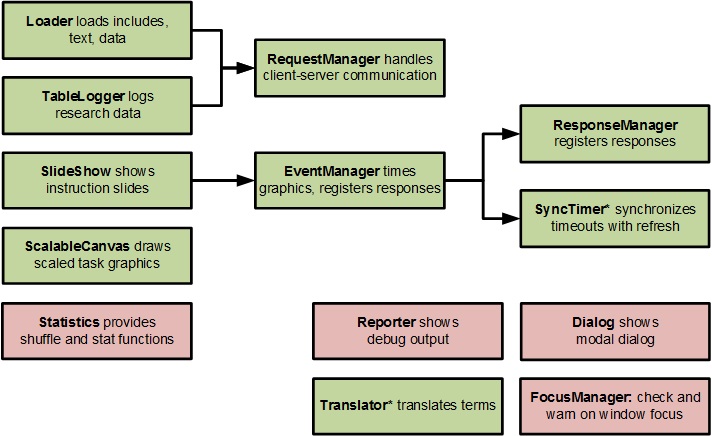 Loader loads includes,
text, data
RequestManager handles
client-server communication
TableLogger logs
research data
ResponseManager
registers responses
SlideShow shows
instruction slides
EventManager times
graphics, registers responses
SyncTimer* synchronizes
timeouts with refresh
ScalableCanvas draws
scaled task graphics
Statistics provides
shuffle and stat functions
Reporter shows
debug output
Dialog shows
modal dialog
Translator* translates terms
FocusManager: check and
warn on window focus